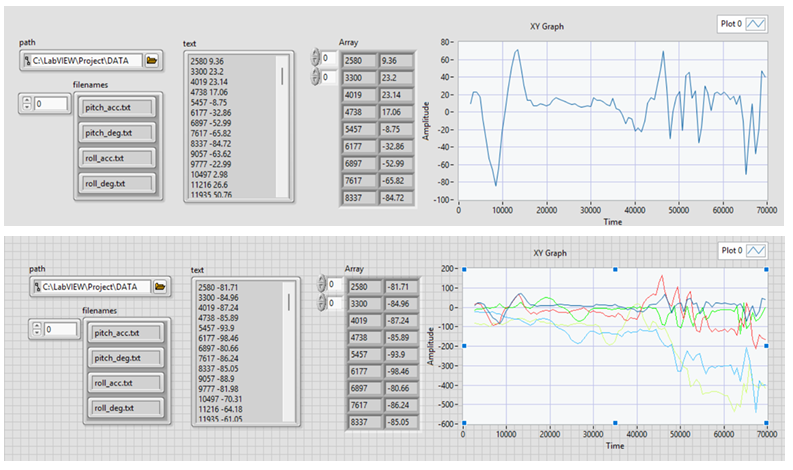 XY Graph
Plot 0
path
C:\LabVIEW\Project\DATA
filenames
0
pitch_acc.txt
pitch_deg.txt
roll_acc.txt
roll_deg.txt
text
2580 9.36
3300 23.2
4019 23.14
4738 17.06
5457 -8.75
6177 -32.86
6897 -52.99
7617 -65.82
8337 -84.72
9057 -63.62
9777 -22.99
10497 2.98
11216 26.6
11935 50.76
Array
0
0
2580 9.36
3300 23.2
4019 23.14
4738 17.06
5457 -8.75
6177 -32.86
6897 -52.99
7617 -65.82
8337 -84.72
Amplitude
80
60
40
20
0
-20
-40
-60
-80
-100
0 10000 20000 30000 40000 50000 60000 70000
Time
XY Graph
Plot 0
path
C:\LabVIEW\Project\DATA
filenames
0
pitch_acc.txt
pitch_deg.txt
roll_acc.txt
roll_deg.txt
text
2580 -81.71
3300 -84.96
4019 -87.24
4738 -85.89
5457 -93.9
6177 -98.46
6897 -80.66
7617 -86.24
8337 -85.05
9057 -88.9
9777 -81.98
10497 -70.31
11216 -64.18
11935 -61.05
Array
0
0
2580 -81.71
3300 -84.96
4019 -87.24
4738 -85.89
5457 -93.9
6177 -98.46
6897 -80.66
7617 -86.24
8337 -85.05
Amplitude
200
100
0
-100
-200
-300
-400
-500
-600
0 10000 20000 30000 40000 50000 60000 70000
Time